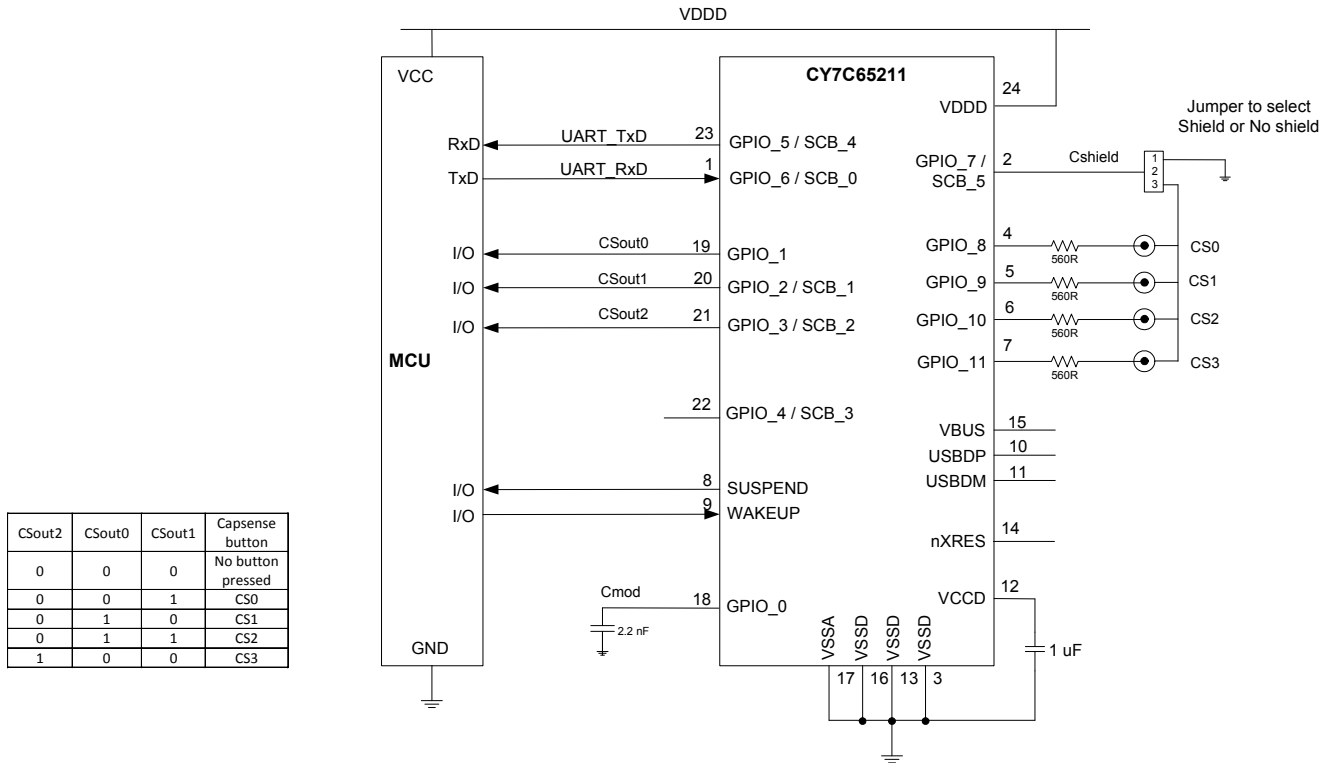 VDDD
VCC
CY7C65211
24
VDDD
Jumper to select
Shield or No shield
RxD
UART_TxD
23
GPIO_5 / SCB_4
TxD
UART_RxD
1
GPIO_6 / SCB_0
GPIO_7 /
SCB_5
2
Cshield
1
2
3
I/O
CSout0
19
GPIO_1
GPIO_8
4
560R
CS0
I/O
CSout1
20
GPIO_2 / SCB_1
GPIO_9
5
560R
CS1
I/O
CSout2
21
GPIO_3 / SCB_2
GPIO_10
6
560R
CS2
MCU
GPIO_11
7
560R
CS3
22
GPIO_4 / SCB_3
VBUS
15
USBDP
10
USBDM
11
I/O
8
SUSPEND
I/O
9
WAKEUP
nXRES
14
Cmod
18
GPIO_0
2.2 nF
VCCD
12
1 uF
GND
VSSA
VSSD
VSSD
VSSD
17
16
13
3
CSout2 CSout0 CSout1 Capsense
button
0 0 0 No button
pressed
0 0 1 CS0
0 1 0 CS1
0 1 1 CS2
1 0 0 CS3